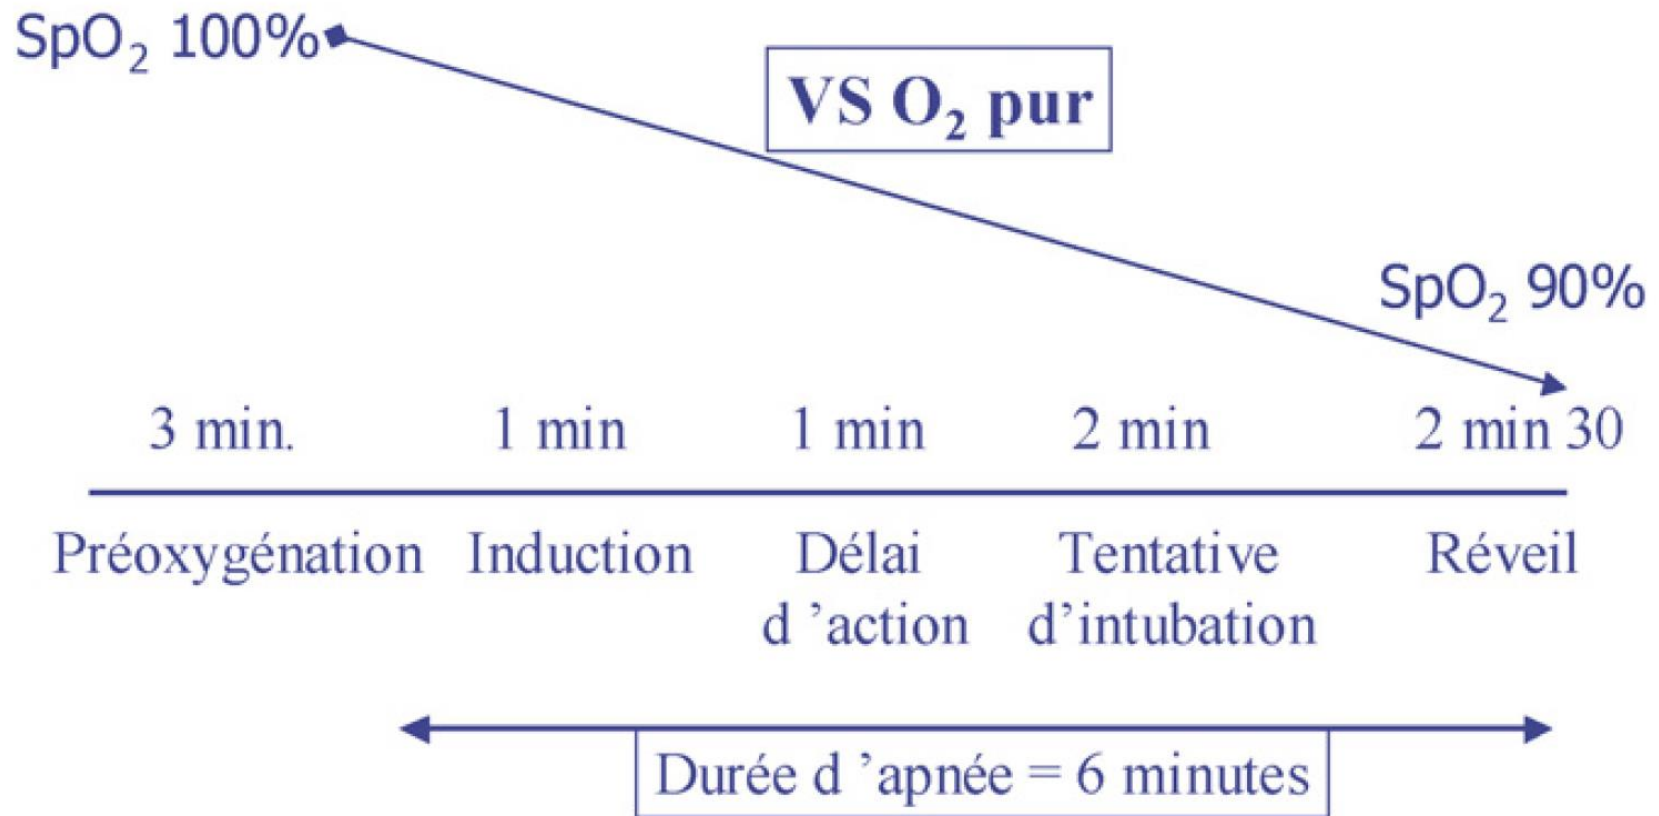 SpO₂ 100%
VS O₂ pur
SpO₂ 90%
3 min. 1 min 1 min 2 min 2 min 30
Préoxygénation Induction Délai Tentative Réveil
d ’action d’intubation
Durée d ’apnée = 6 minutes